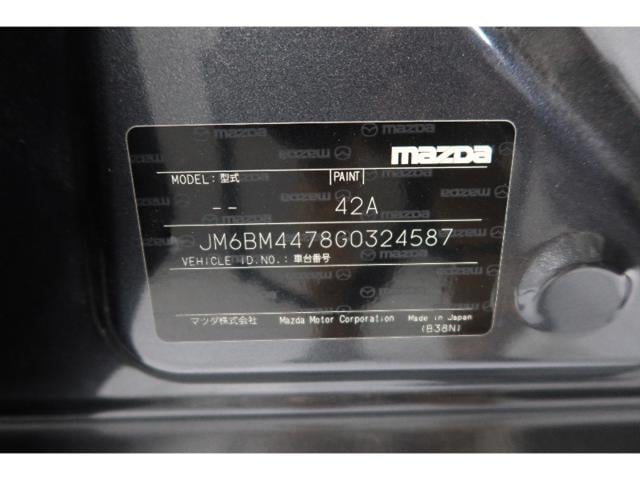 mazda
MODEL: 型式 PAINT
-- 42A
JM6BM4478G0324587
VEHICLE ID.NO.: 車台番号
マツダ株式会社 Mazda Motor Corporation Made in Japan
(B38N)